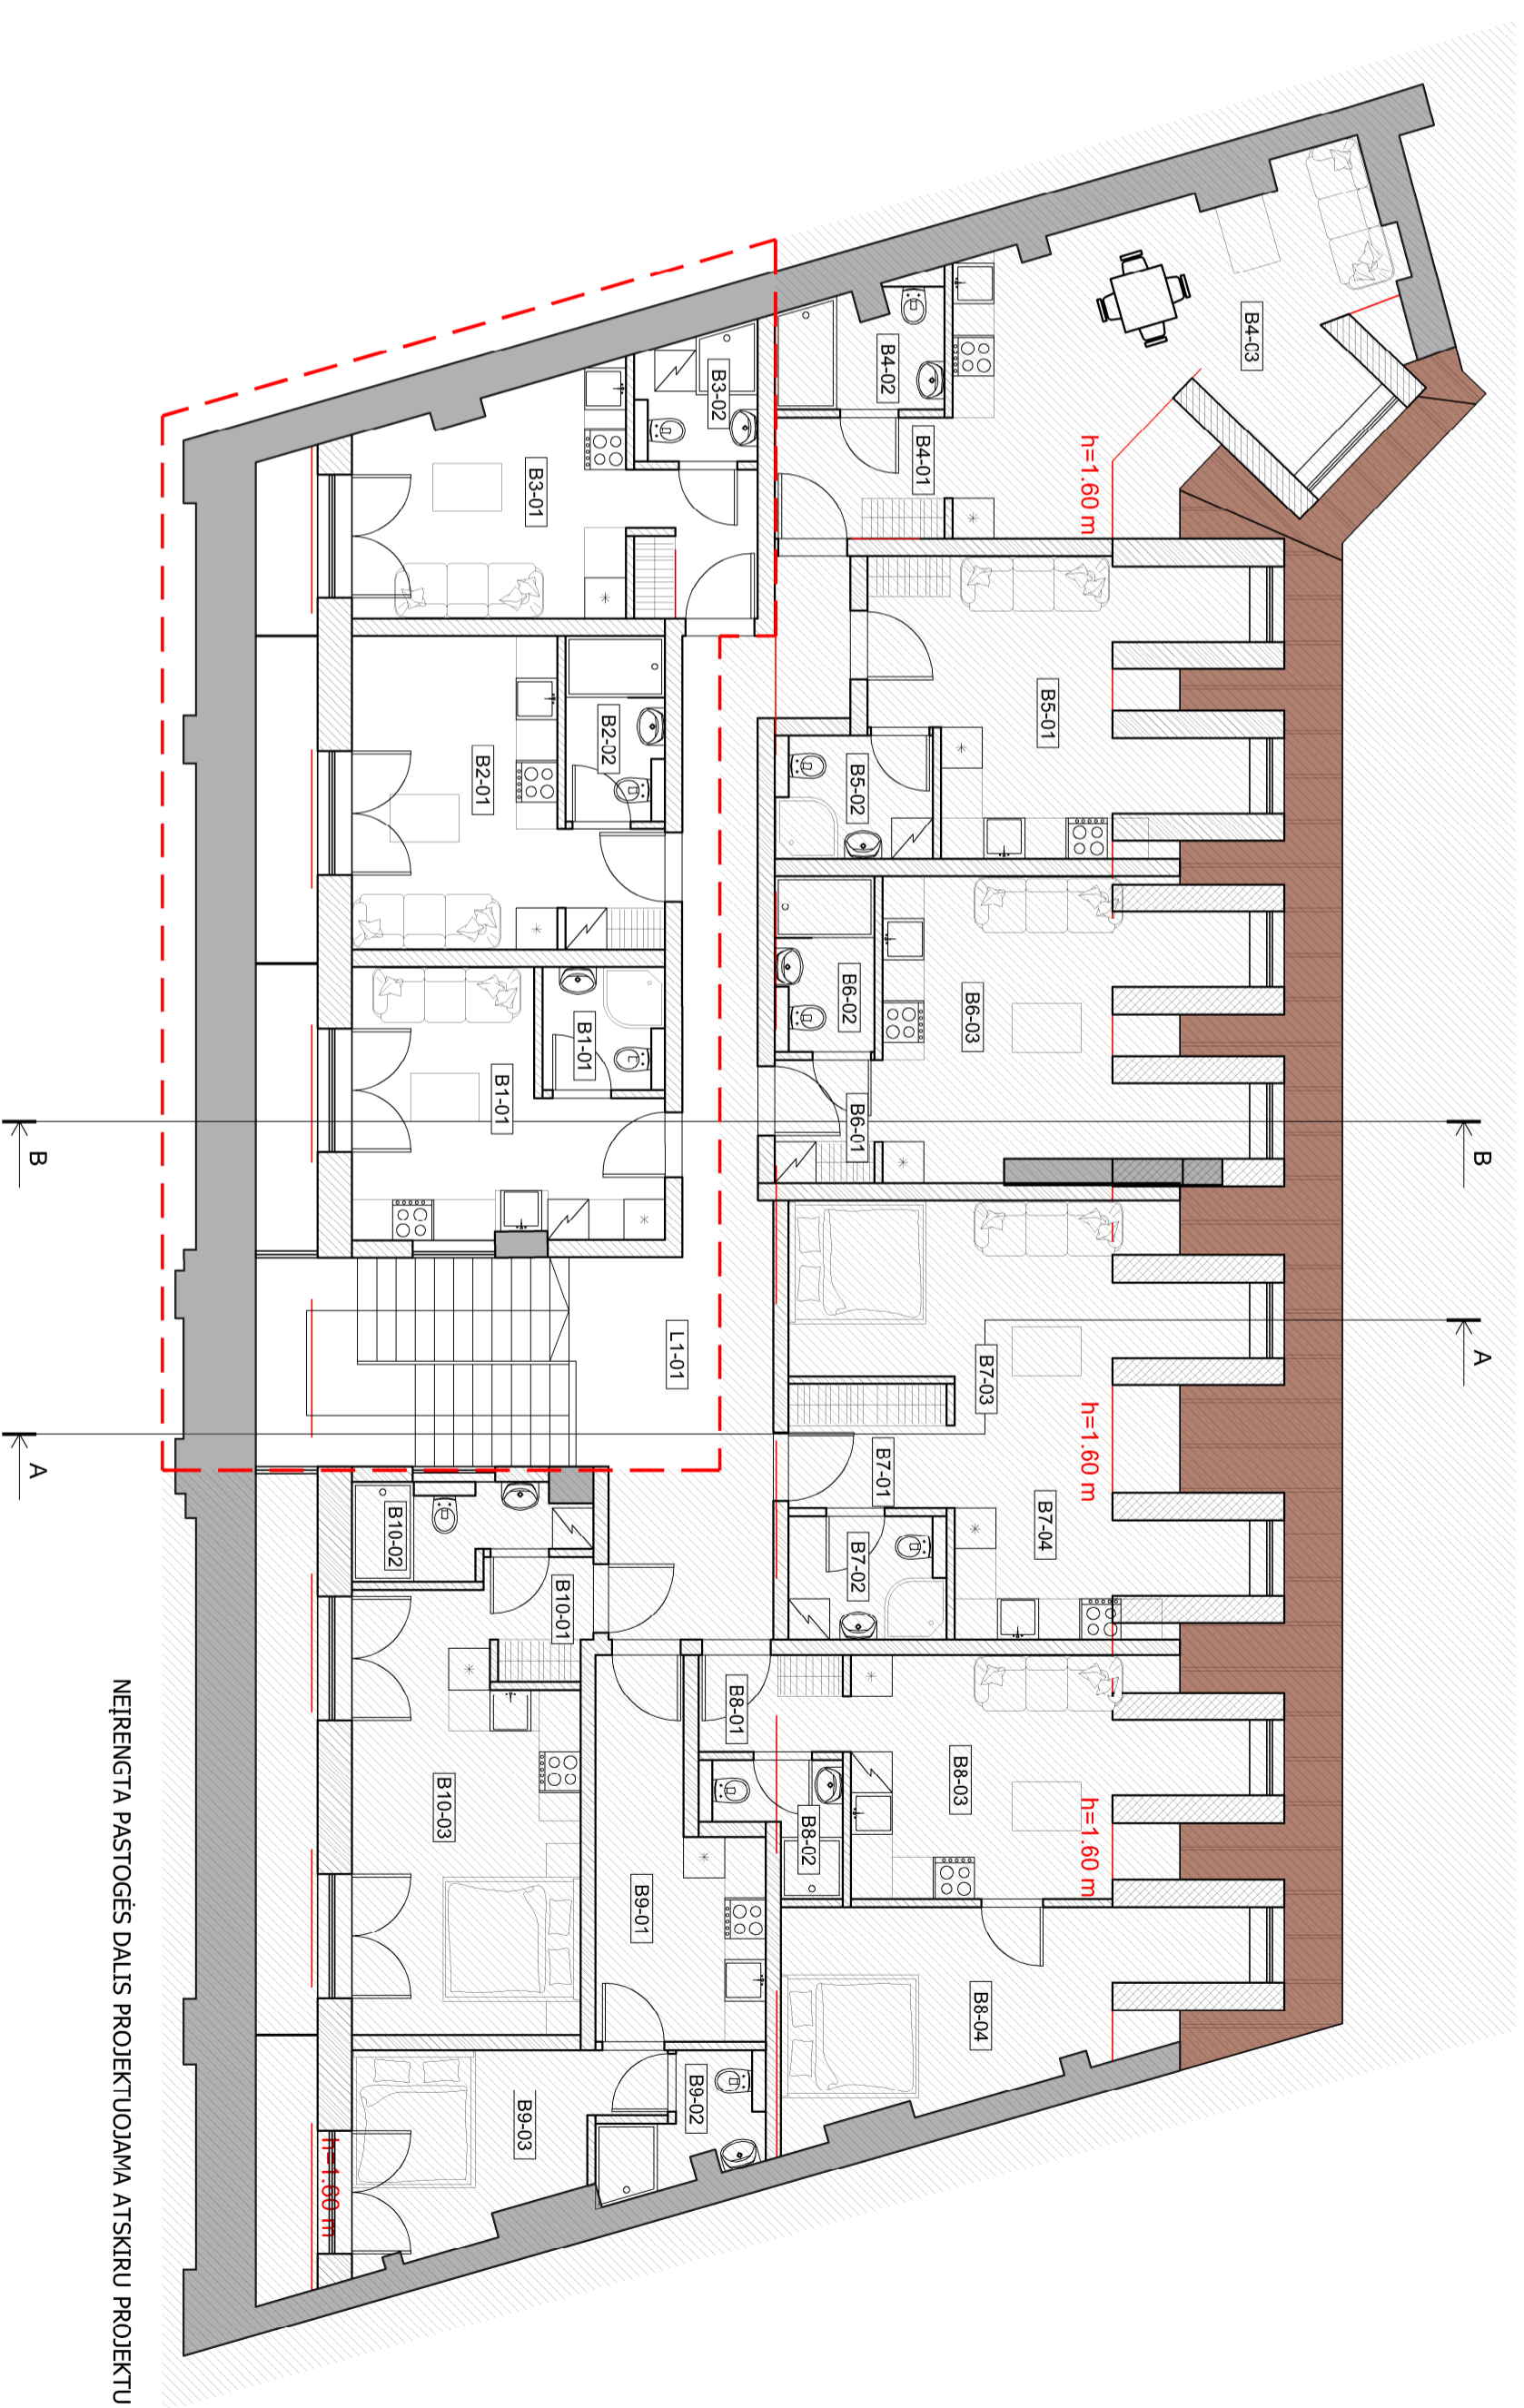 B4-03
h=1.60 m
B4-02
B4-01
B3-02
B3-01
B5-01
B5-02
B2-02
B2-01
B6-03
B6-02
B6-01
B1-01
B1-01
B
B
A
A
L1-01
B7-03
h=1.60 m
B7-01
B7-04
B7-02
B10-02
B10-01
B8-01
B8-03
h=1.60 m
B8-02
B10-03
B9-01
B8-04
B9-02
B9-03
h=1.60 m
NEĮRENGTA PASTOGĖS DALIS PROJEKTUOJAMA ATSKIRU PROJEKTU